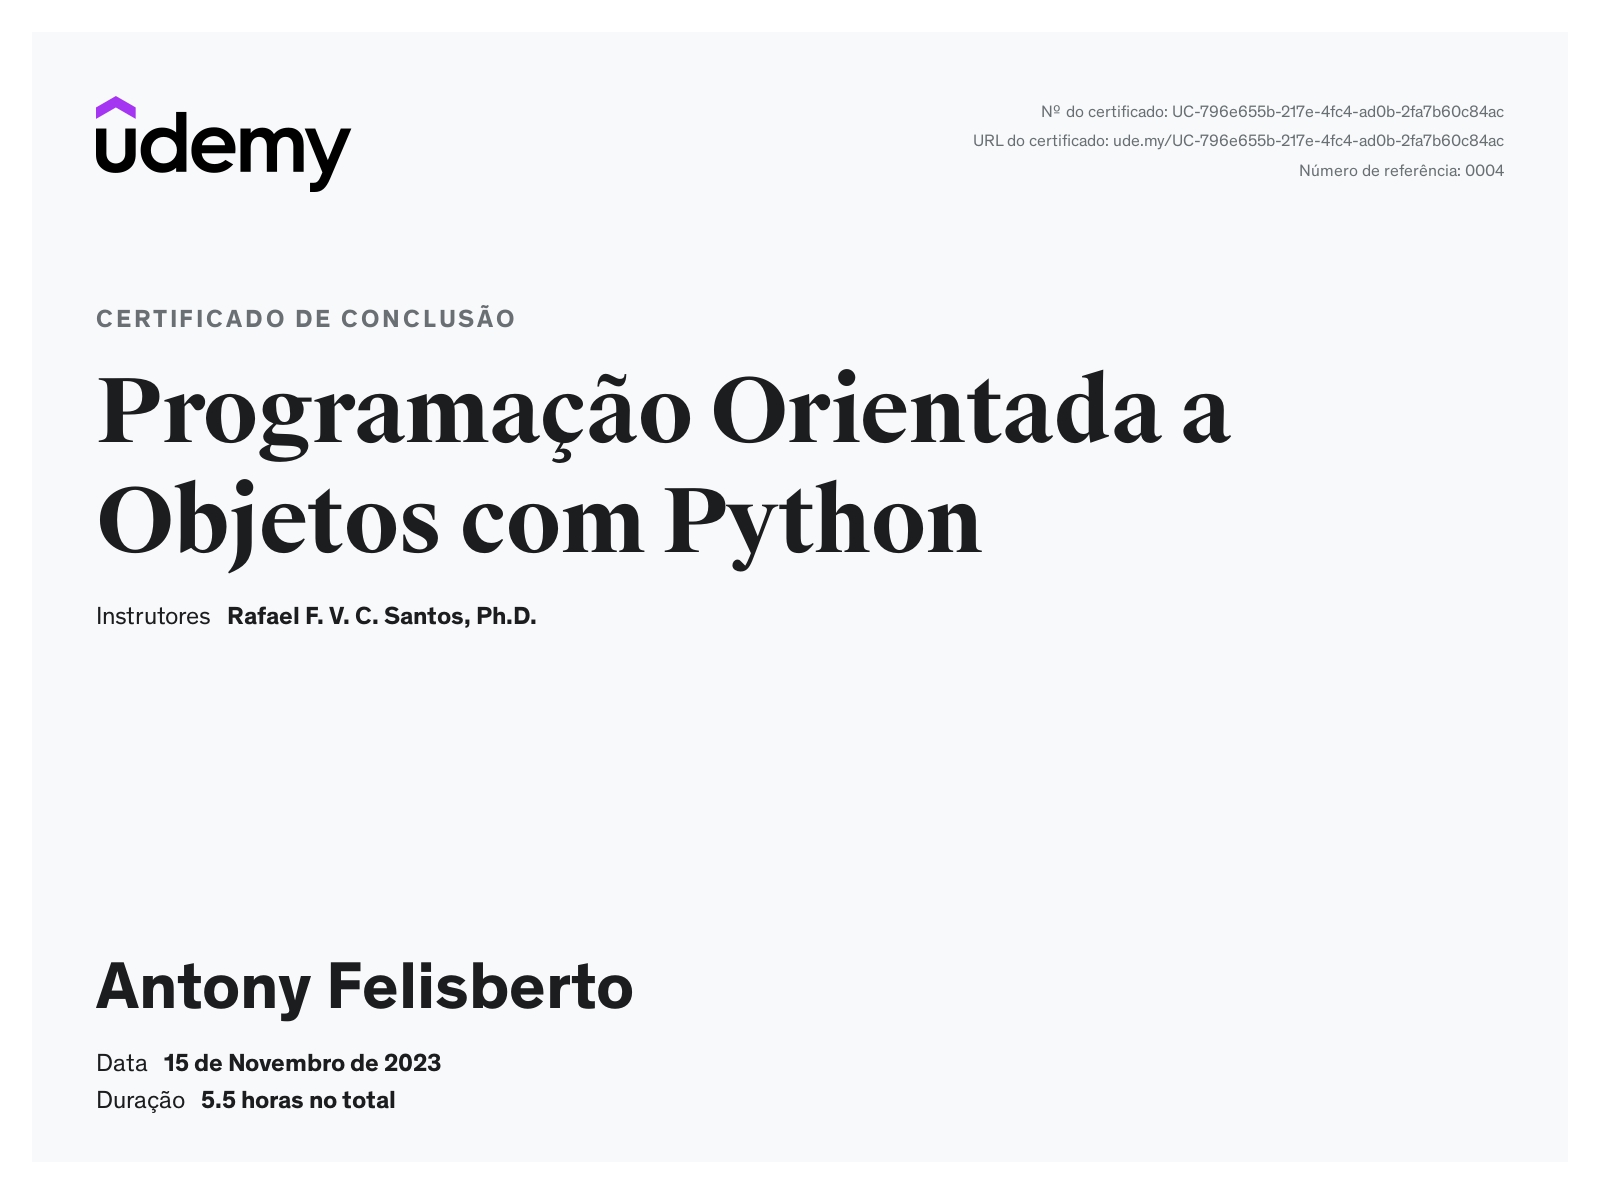 udemy
Nº do certificado: UC-796e655b-217e-4fc4-ad0b-2fa7b60c84ac
URL do certificado: ude.my/UC-796e655b-217e-4fc4-ad0b-2fa7b60c84ac
Número de referência: 0004
CERTIFICADO DE CONCLUSÃO
Programação Orientada a
Objetos com Python
Instrutores Rafael F. V. C. Santos, Ph.D.
Antony Felisberto
Data 15 de Novembro de 2023
Duração 5.5 horas no total